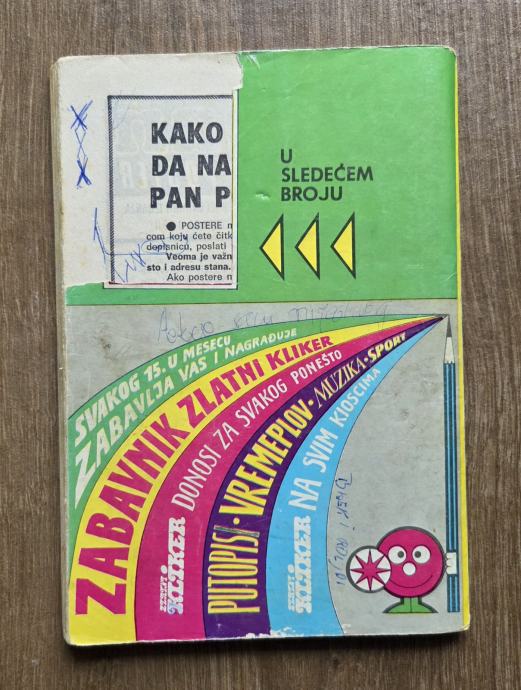 KAKO
DA NA
PAN P
● POSTERE n
com koju ćete čitk
dopisnicu, poslati
Veoma je važn
sto i adresu stana.
Ako postere n
U
SLEDEĆEM
BROJU
SVAKOG 15. U MESECU
ZABAVLJA VAS I NAGRAĐUJE
ZABAVNIK ZLATNI KLIKER
KLIKER DONOSI ZA SVAKOG PONEŠTO
PUTOPISI · VREMEPLOV · MUZIKA · SPORT
KLIKER NA SVIM KIOSCIMA